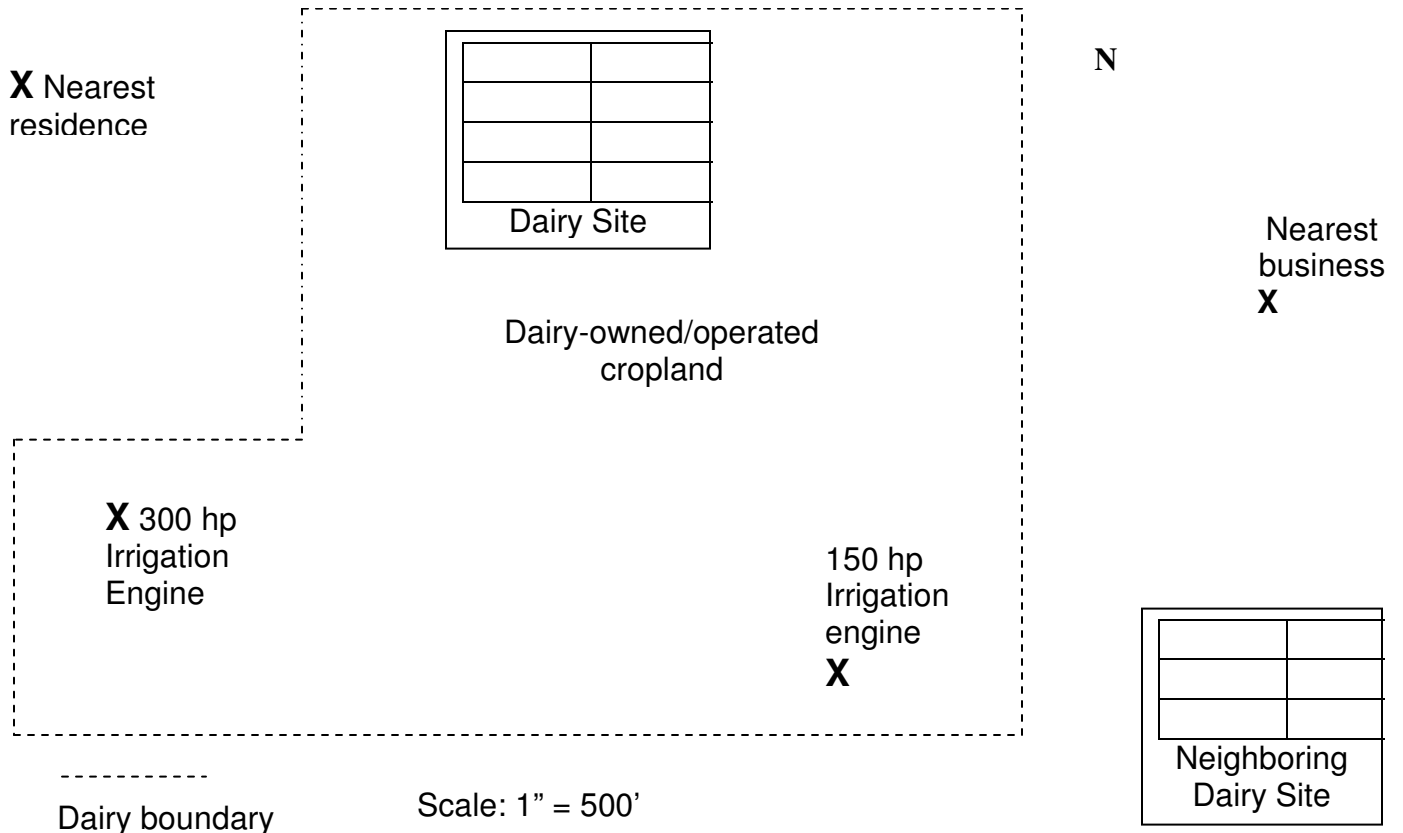 N
X Nearest
residence
Dairy Site
Nearest
business
X
Dairy-owned/operated
cropland
X 300 hp
Irrigation
Engine
150 hp
Irrigation
engine
X
Neighboring
Dairy Site
Dairy boundary
Scale: 1” = 500’